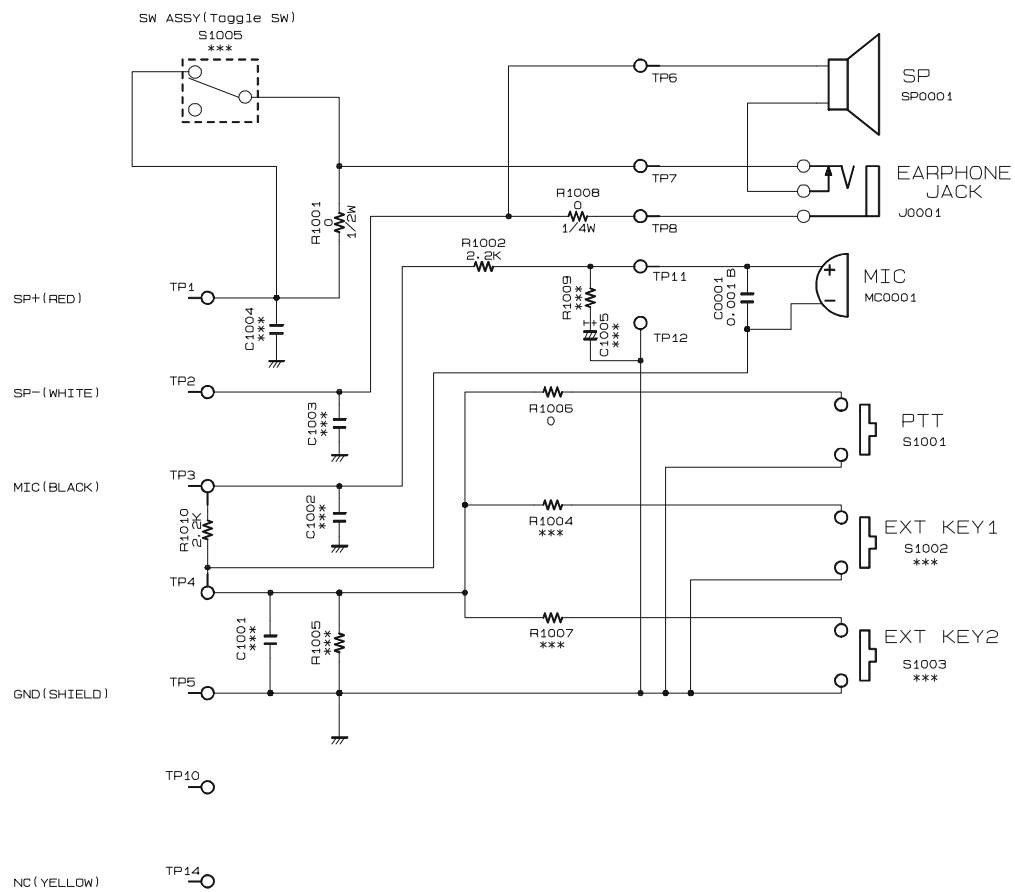 SW ASSY(Toggle SW)
S1005
***
TP6
SP
SP0001
TP7
EARPHONE
JACK
J0001
R1001
0
1/2W
R1008
0
1/4W
TP8
R1002
2.2K
TP11
MIC
MC0001
+
−
C0001
0.001 B
R1009
***
+
C1005
***
TP12
SP+(RED)
TP1
C1004
***
SP−(WHITE)
TP2
C1003
***
R1006
0
PTT
S1001
MIC(BLACK)
TP3
C1002
***
R1010
2.2K
TP4
R1004
***
EXT KEY1
S1002
***
C1001
***
R1005
***
R1007
***
EXT KEY2
S1003
***
GND(SHIELD)
TP5
TP10
NC(YELLOW)
TP14